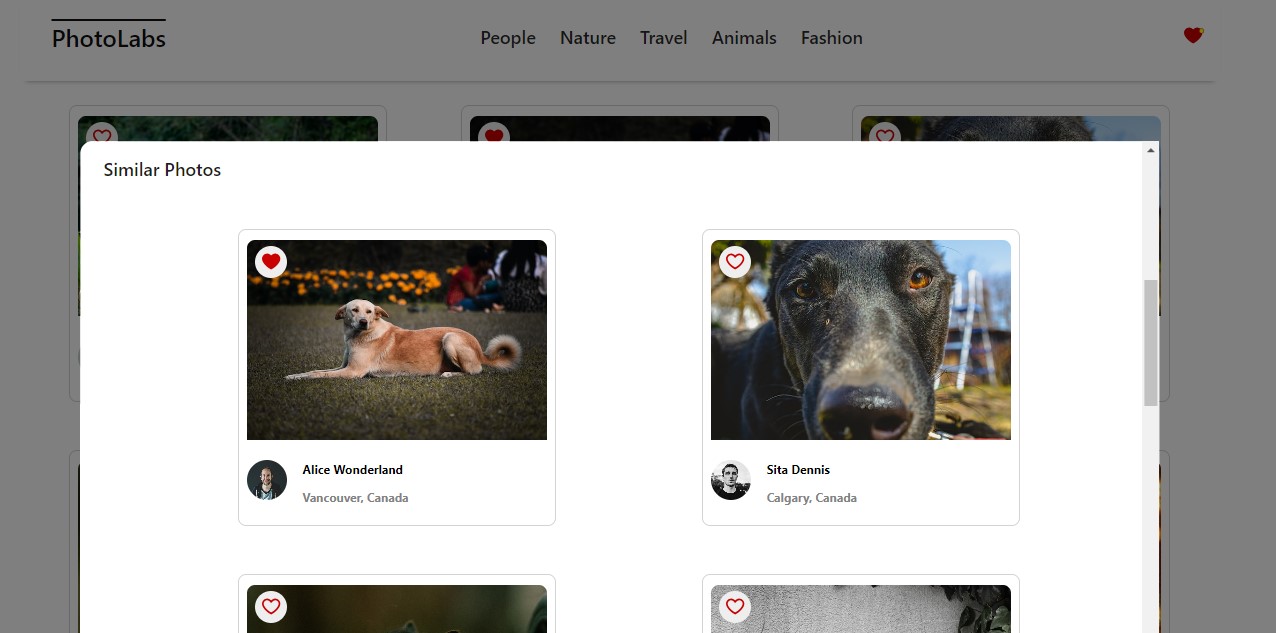 PhotoLabs
People
Nature
Travel
Animals
Fashion
Similar Photos
Alice Wonderland
Vancouver, Canada
Sita Dennis
Calgary, Canada